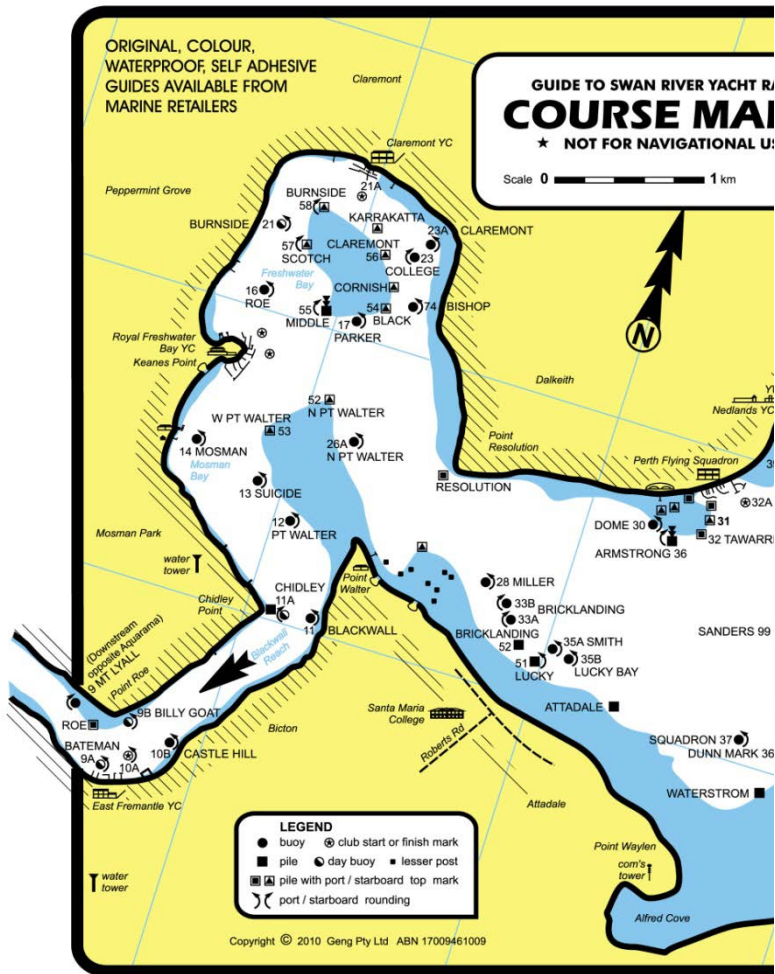 ORIGINAL, COLOUR,
WATERPROOF, SELF ADHESIVE
GUIDES AVAILABLE FROM
MARINE RETAILERS
Claremont
GUIDE TO SWAN RIVER YACHT
COURSE
★ NOT FOR NAVIGATIONAL
Scale 0 1 km
Claremont YC
21A
Peppermint Grove
BURNSIDE
58
KARRAKATTA
BURNSIDE 21
23A CLAREMONT
57
SCOTCH
CLAREMONT
56
23
COLLEGE
Freshwater
Bay
CORNISH
16
ROE
55
MIDDLE
54
BLACK
74 BISHOP
17
PARKER
N
Royal Freshwater
Bay YC
Keanes Point
Dalkeith
Nedlands YC
52
N PT WALTER
W PT WALTER
53
14 MOSMAN
Mosman
Bay
26A
N PT WALTER
Point
Resolution
Perth Flying Squadron
RESOLUTION
13 SUICIDE
32A
DOME 30
31
12
PT WALTER
ARMSTRONG 36
32 TAWARRI
Mosman Park
water
tower
Point
Walter
28 MILLER
Chidley
Point
CHIDLEY
11A
33B
BRICKLANDING
33A
11
BLACKWALL
BRICKLANDING
52
SANDERS 99
35A SMITH
51
LUCKY
35B
LUCKY BAY
Blackwall
Reach
(Downstream
opposite Aquarama)
9 MT LYALL
Point Roe
ROE
9B BILLY GOAT
Bicton
Santa Maria
College
Roberts Rd
ATTADALE
BATEMAN
9A
10A
10B
CASTLE HILL
SQUADRON 37
DUNN MARK 36
East Fremantle YC
Attadale
WATERSTROM
LEGEND
buoy club start or finish mark
pile day buoy lesser post
pile with port / starboard top mark
port / starboard rounding
Point Waylen
com's
tower
water
tower
Alfred Cove
Copyright © 2010 Geng Pty Ltd ABN 17009461009